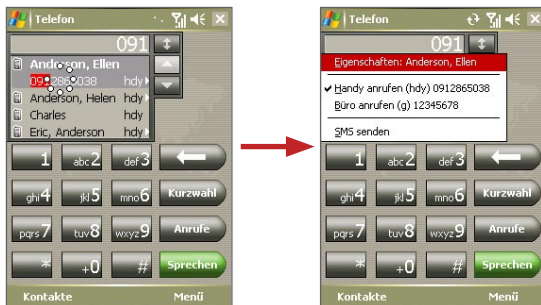 Telefon
091
Anderson, Ellen
0912865038 hdy
Anderson, Helen hdy
Charles hdy
Eric, Anderson hdy
1 abc2 def3
ghi4 jkl5 mno6 Kurzwahl
pqrs7 tuv8 wxyz9 Anrufe
* +0 # Sprechen
Kontakte Menü
Telefon
091
Eigenschaften: Anderson, Ellen
Handy anrufen (hdy) 0912865038
Büro anrufen (g) 12345678
SMS senden
1 abc2 def3
ghi4 jkl5 mno6 Kurzwahl
pqrs7 tuv8 wxyz9 Anrufe
* +0 # Sprechen
Kontakte Menü